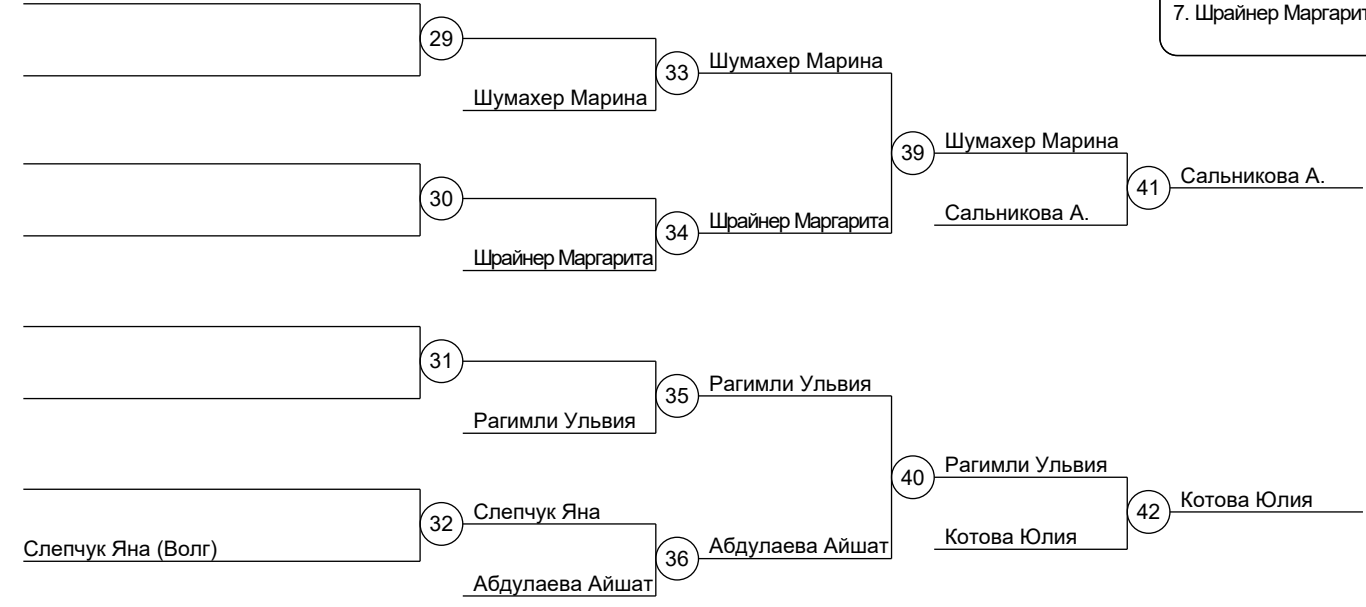 7. Шрайнер Маргарит
29
Шумахер Марина
33
Шумахер Марина
39
Шумахер Марина
30
Шрайнер Маргарита
34
Шрайнер Маргарита
Сальникова А.
41
Сальникова А.
31
Рагимли Ульвия
35
Рагимли Ульвия
40
Рагимли Ульвия
Слепчук Яна (Волг)
32
Слепчук Яна
Абдулаева Айшат
36
Абдулаева Айшат
Котова Юлия
42
Котова Юлия